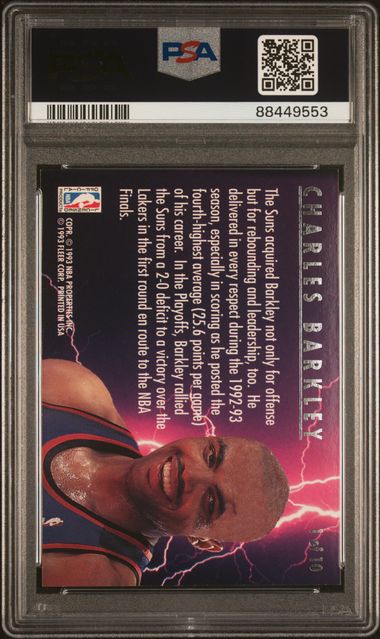 PSA
88449553
CHARLES BARKLEY
The Suns acquired Barkley not only for offense
but for rebounding and leadership, too. He
delivered in every respect during the 1992-93
season, especially in scoring as he posted the
fourth-highest average (25.6 points per game)
of his career. In the Playoffs, Barkley rallied
the Suns from a 2-0 deficit to a victory over the
Lakers in the first round en route to the NBA
Finals.
1 of 10
COPR. © 1993 NBA PROPERTIES INC.
© 1993 FLEER CORP. PRINTED IN USA